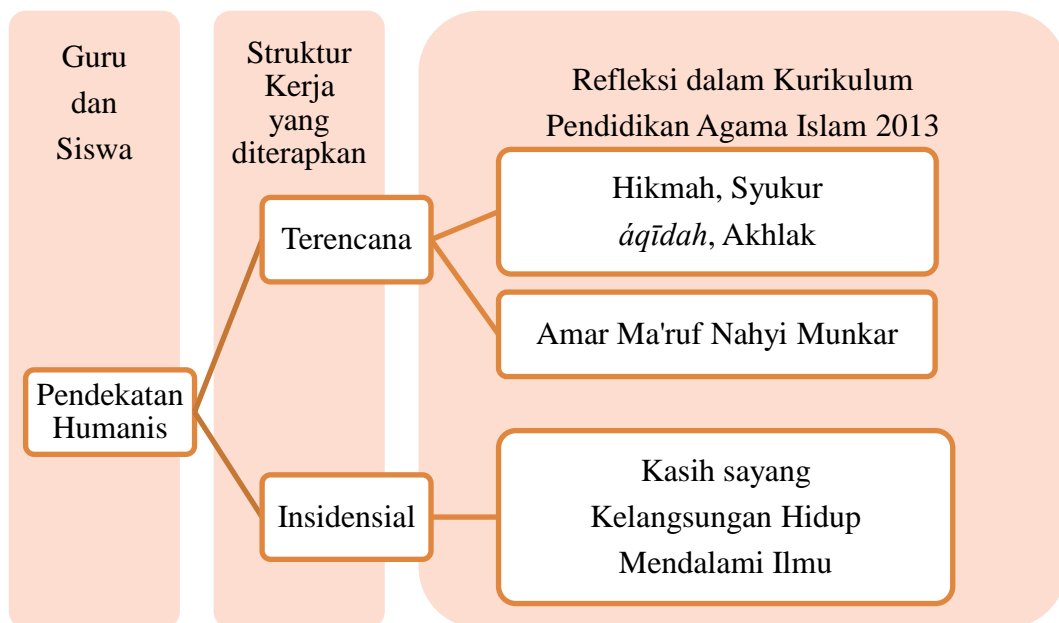 Guru
dan
Siswa
Struktur
Kerja
yang
diterapkan
Refleksi dalam Kurikulum
Pendidikan Agama Islam 2013
Pendekatan
Humanis
Terencana
Hikmah, Syukur
áqīdah, Akhlak
Amar Ma'ruf Nahyi Munkar
Insidensial
Kasih sayang
Kelangsungan Hidup
Mendalami Ilmu